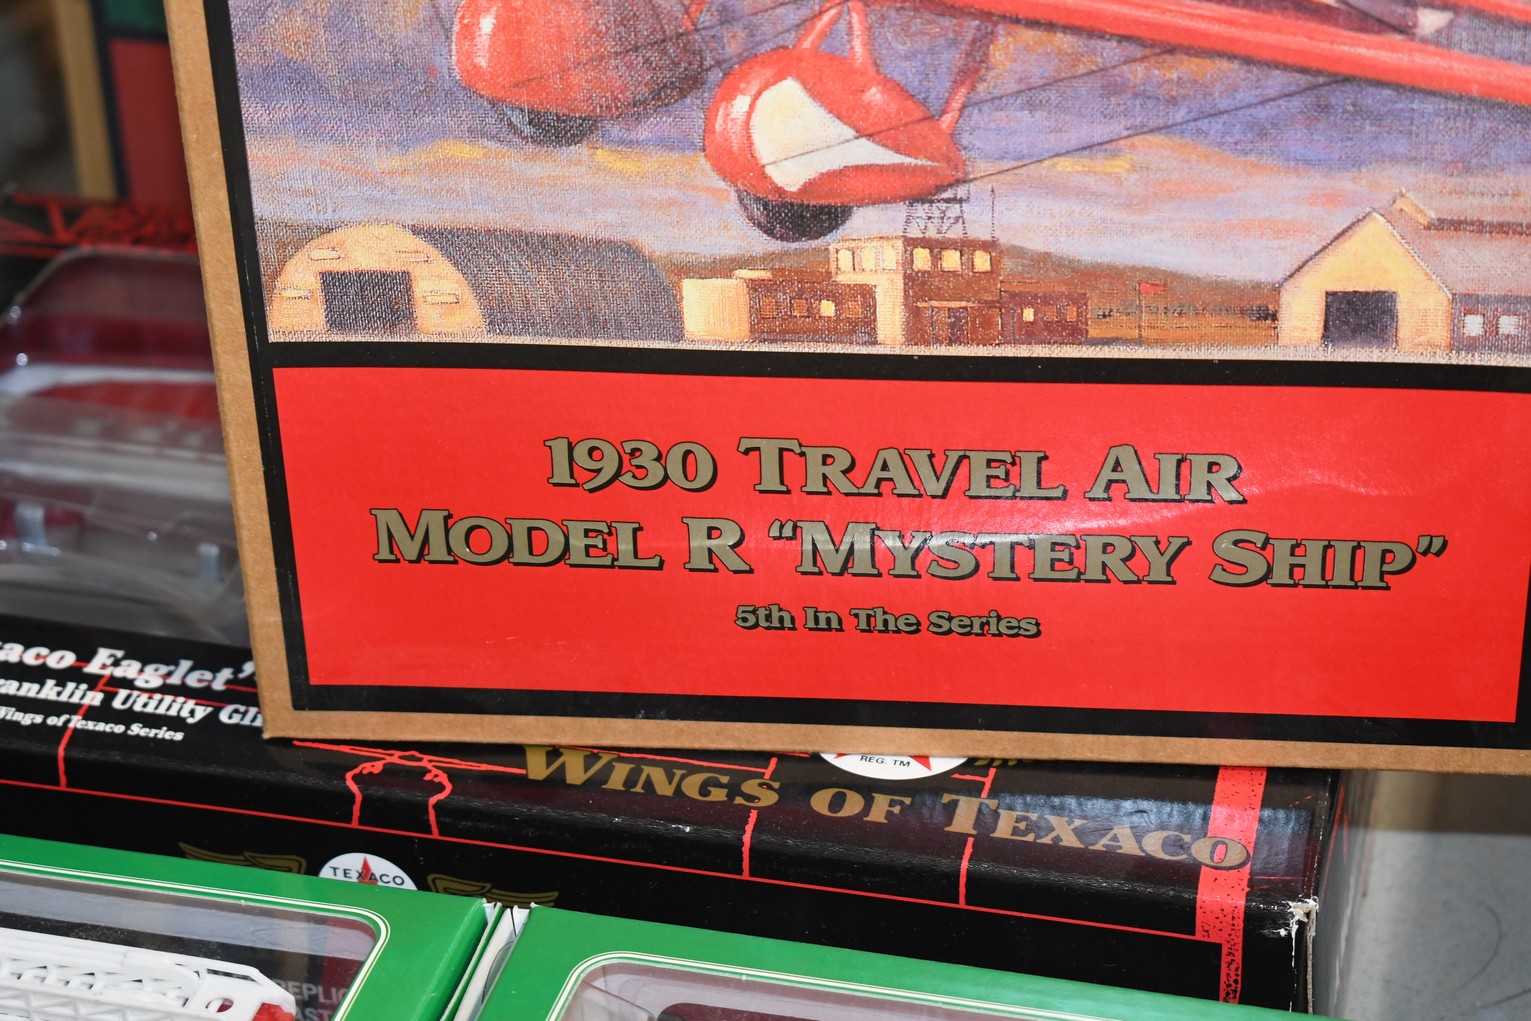 1930 TRAVEL AIR
MODEL R “MYSTERY SHIP”
5th In The Series
aco Eaglet”
ranklin Utility Gli
Wings of Texaco Series
REG. TM
WINGS OF TEXACO
TEXACO
REPLIC